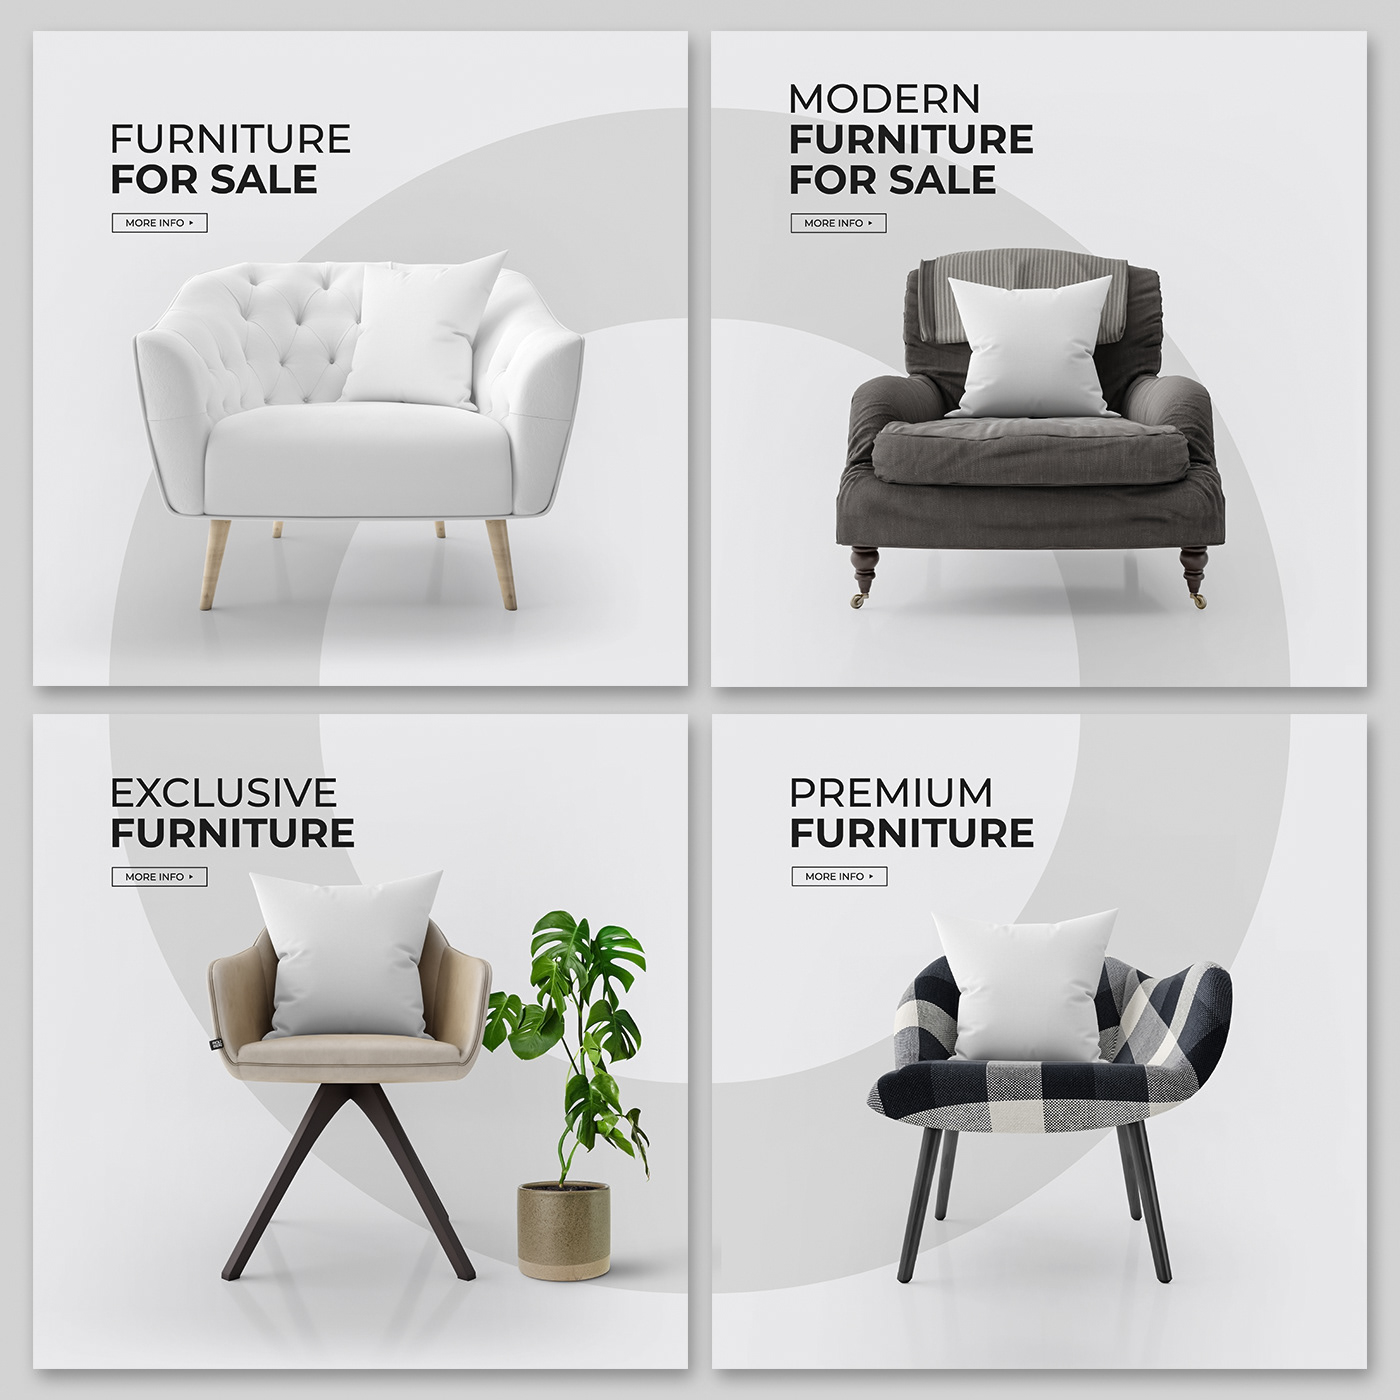 FURNITURE
FOR SALE
MORE INFO
MODERN
FURNITURE
FOR SALE
MORE INFO
EXCLUSIVE
FURNITURE
MORE INFO
PREMIUM
FURNITURE
MORE INFO